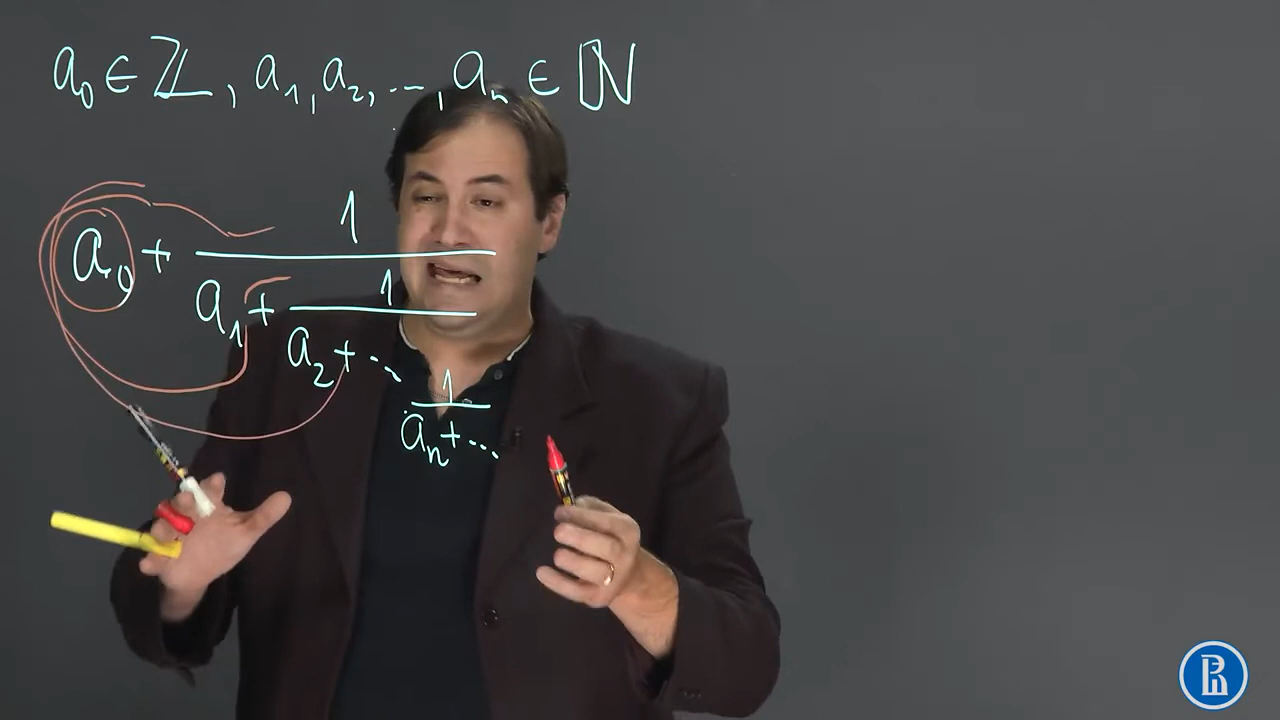 a₀ ∈ ℤ, a₁, a₂, ..., aₙ ∈ ℕ
a₀ + 1
a₁ + 1
a₂ + ⋱ 1
aₙ + ⋱